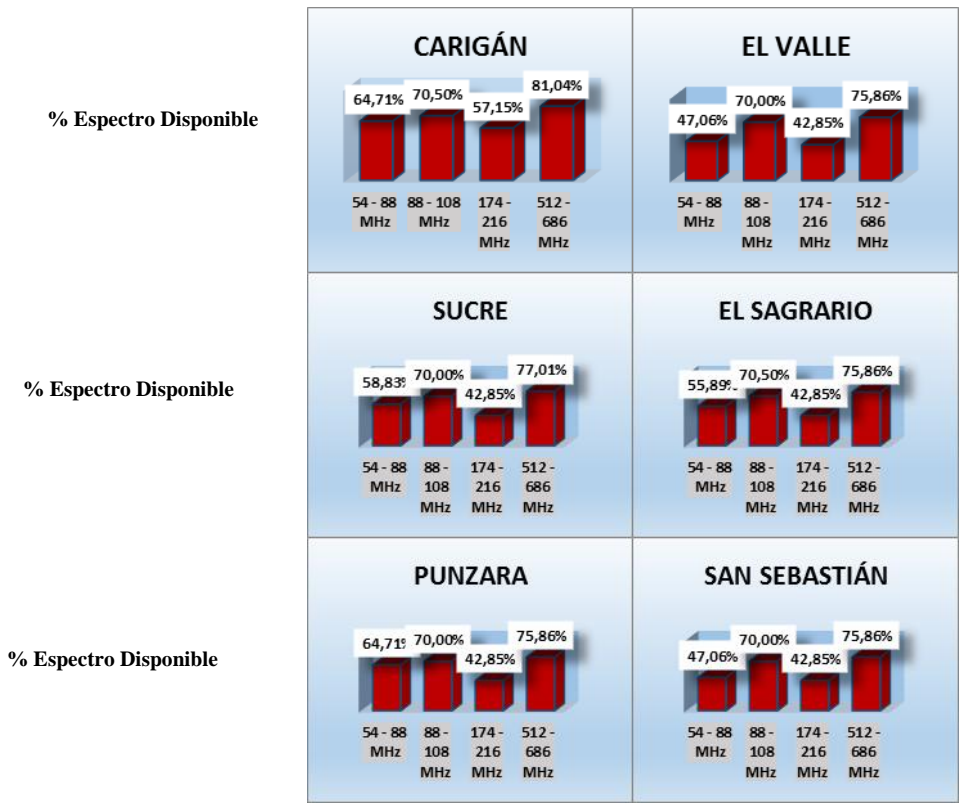 % Espectro Disponible
CARIGÁN
64,71% 70,50% 57,15% 81,04%
54 - 88 88 - 108 174 - 512 -
MHz MHz 216 686
MHz MHz
EL VALLE
47,06% 70,00% 42,85% 75,86%
54 - 88 88 - 174 - 512 -
MHz 108 216 686
MHz MHz MHz
% Espectro Disponible
SUCRE
58,83% 70,00% 42,85% 77,01%
54 - 88 88 - 174 - 512 -
MHz 108 216 686
MHz MHz MHz
EL SAGRARIO
55,89% 70,50% 42,85% 75,86%
54 - 88 88 - 174 - 512 -
MHz 108 216 686
MHz MHz MHz
% Espectro Disponible
PUNZARA
64,71% 70,00% 42,85% 75,86%
54 - 88 88 - 174 - 512 -
MHz 108 216 686
MHz MHz MHz
SAN SEBASTIÁN
47,06% 70,00% 42,85% 75,86%
54 - 88 88 - 174 - 512 -
MHz 108 216 686
MHz MHz MHz